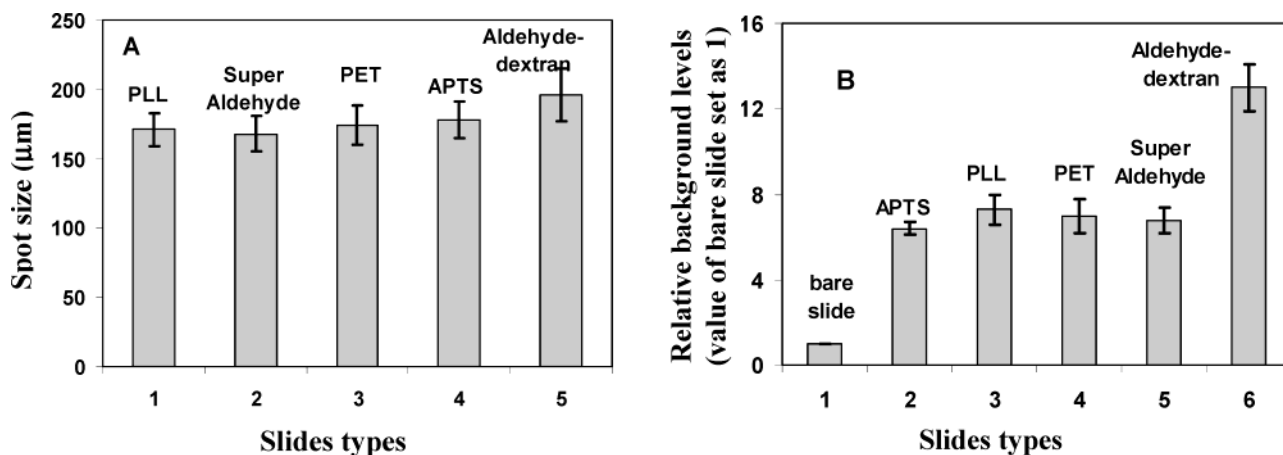 A
Spot size (μm)
250
200
150
100
50
0
PLL
Super
Aldehyde
PET
APTS
Aldehyde-
dextran
1 2 3 4 5
Slides types
B
Relative background levels
(value of bare slide set as 1)
16
12
8
4
0
bare
slide
APTS
PLL
PET
Super
Aldehyde
Aldehyde-
dextran
1 2 3 4 5 6
Slides types